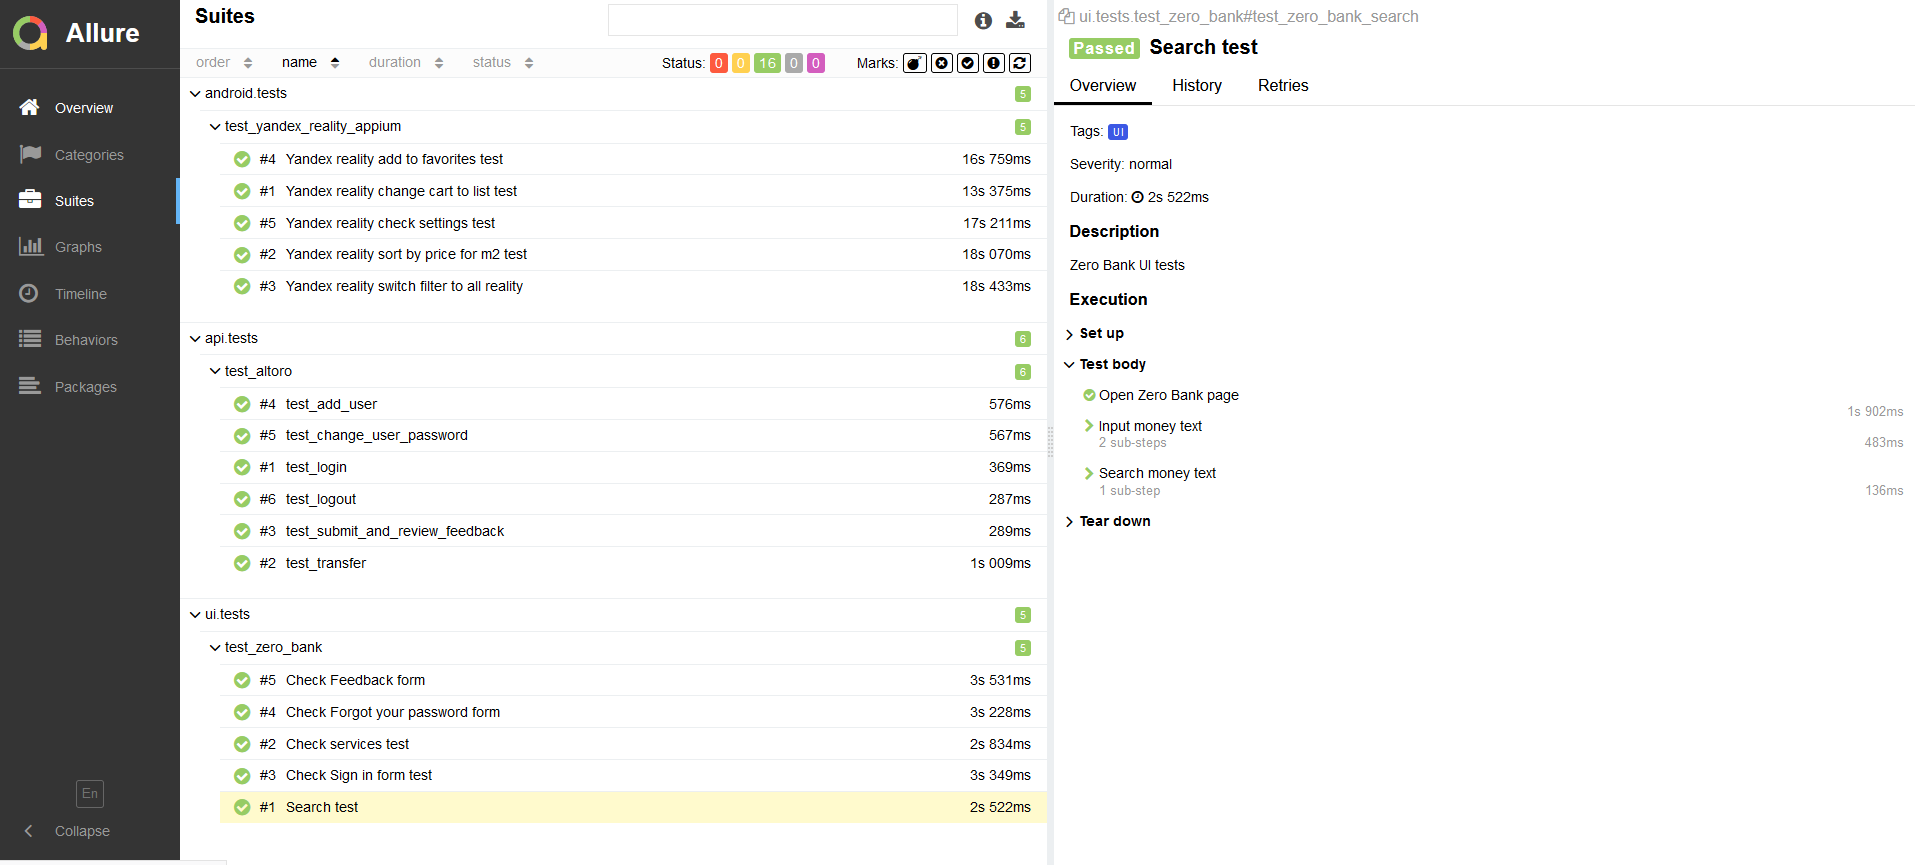 Allure
Overview
Categories
Suites
Graphs
Timeline
Behaviors
Packages
En
Collapse
Suites
order name duration status Status: 0 0 16 0 0 Marks:
android.tests 5
test_yandex_reality_appium 5
#4 Yandex reality add to favorites test 16s 759ms
#1 Yandex reality change cart to list test 13s 375ms
#5 Yandex reality check settings test 17s 211ms
#2 Yandex reality sort by price for m2 test 18s 070ms
#3 Yandex reality switch filter to all reality 18s 433ms
api.tests 6
test_altoro 6
#4 test_add_user 576ms
#5 test_change_user_password 567ms
#1 test_login 369ms
#6 test_logout 287ms
#3 test_submit_and_review_feedback 289ms
#2 test_transfer 1s 009ms
ui.tests 5
test_zero_bank 5
#5 Check Feedback form 3s 531ms
#4 Check Forgot your password form 3s 228ms
#2 Check services test 2s 834ms
#3 Check Sign in form test 3s 349ms
#1 Search test 2s 522ms
ui.tests.test_zero_bank#test_zero_bank_search
Passed Search test
Overview History Retries
Tags: UI
Severity: normal
Duration: 2s 522ms
Description
Zero Bank UI tests
Execution
Set up
Test body
Open Zero Bank page
1s 902ms
Input money text
2 sub-steps 483ms
Search money text
1 sub-step 136ms
Tear down